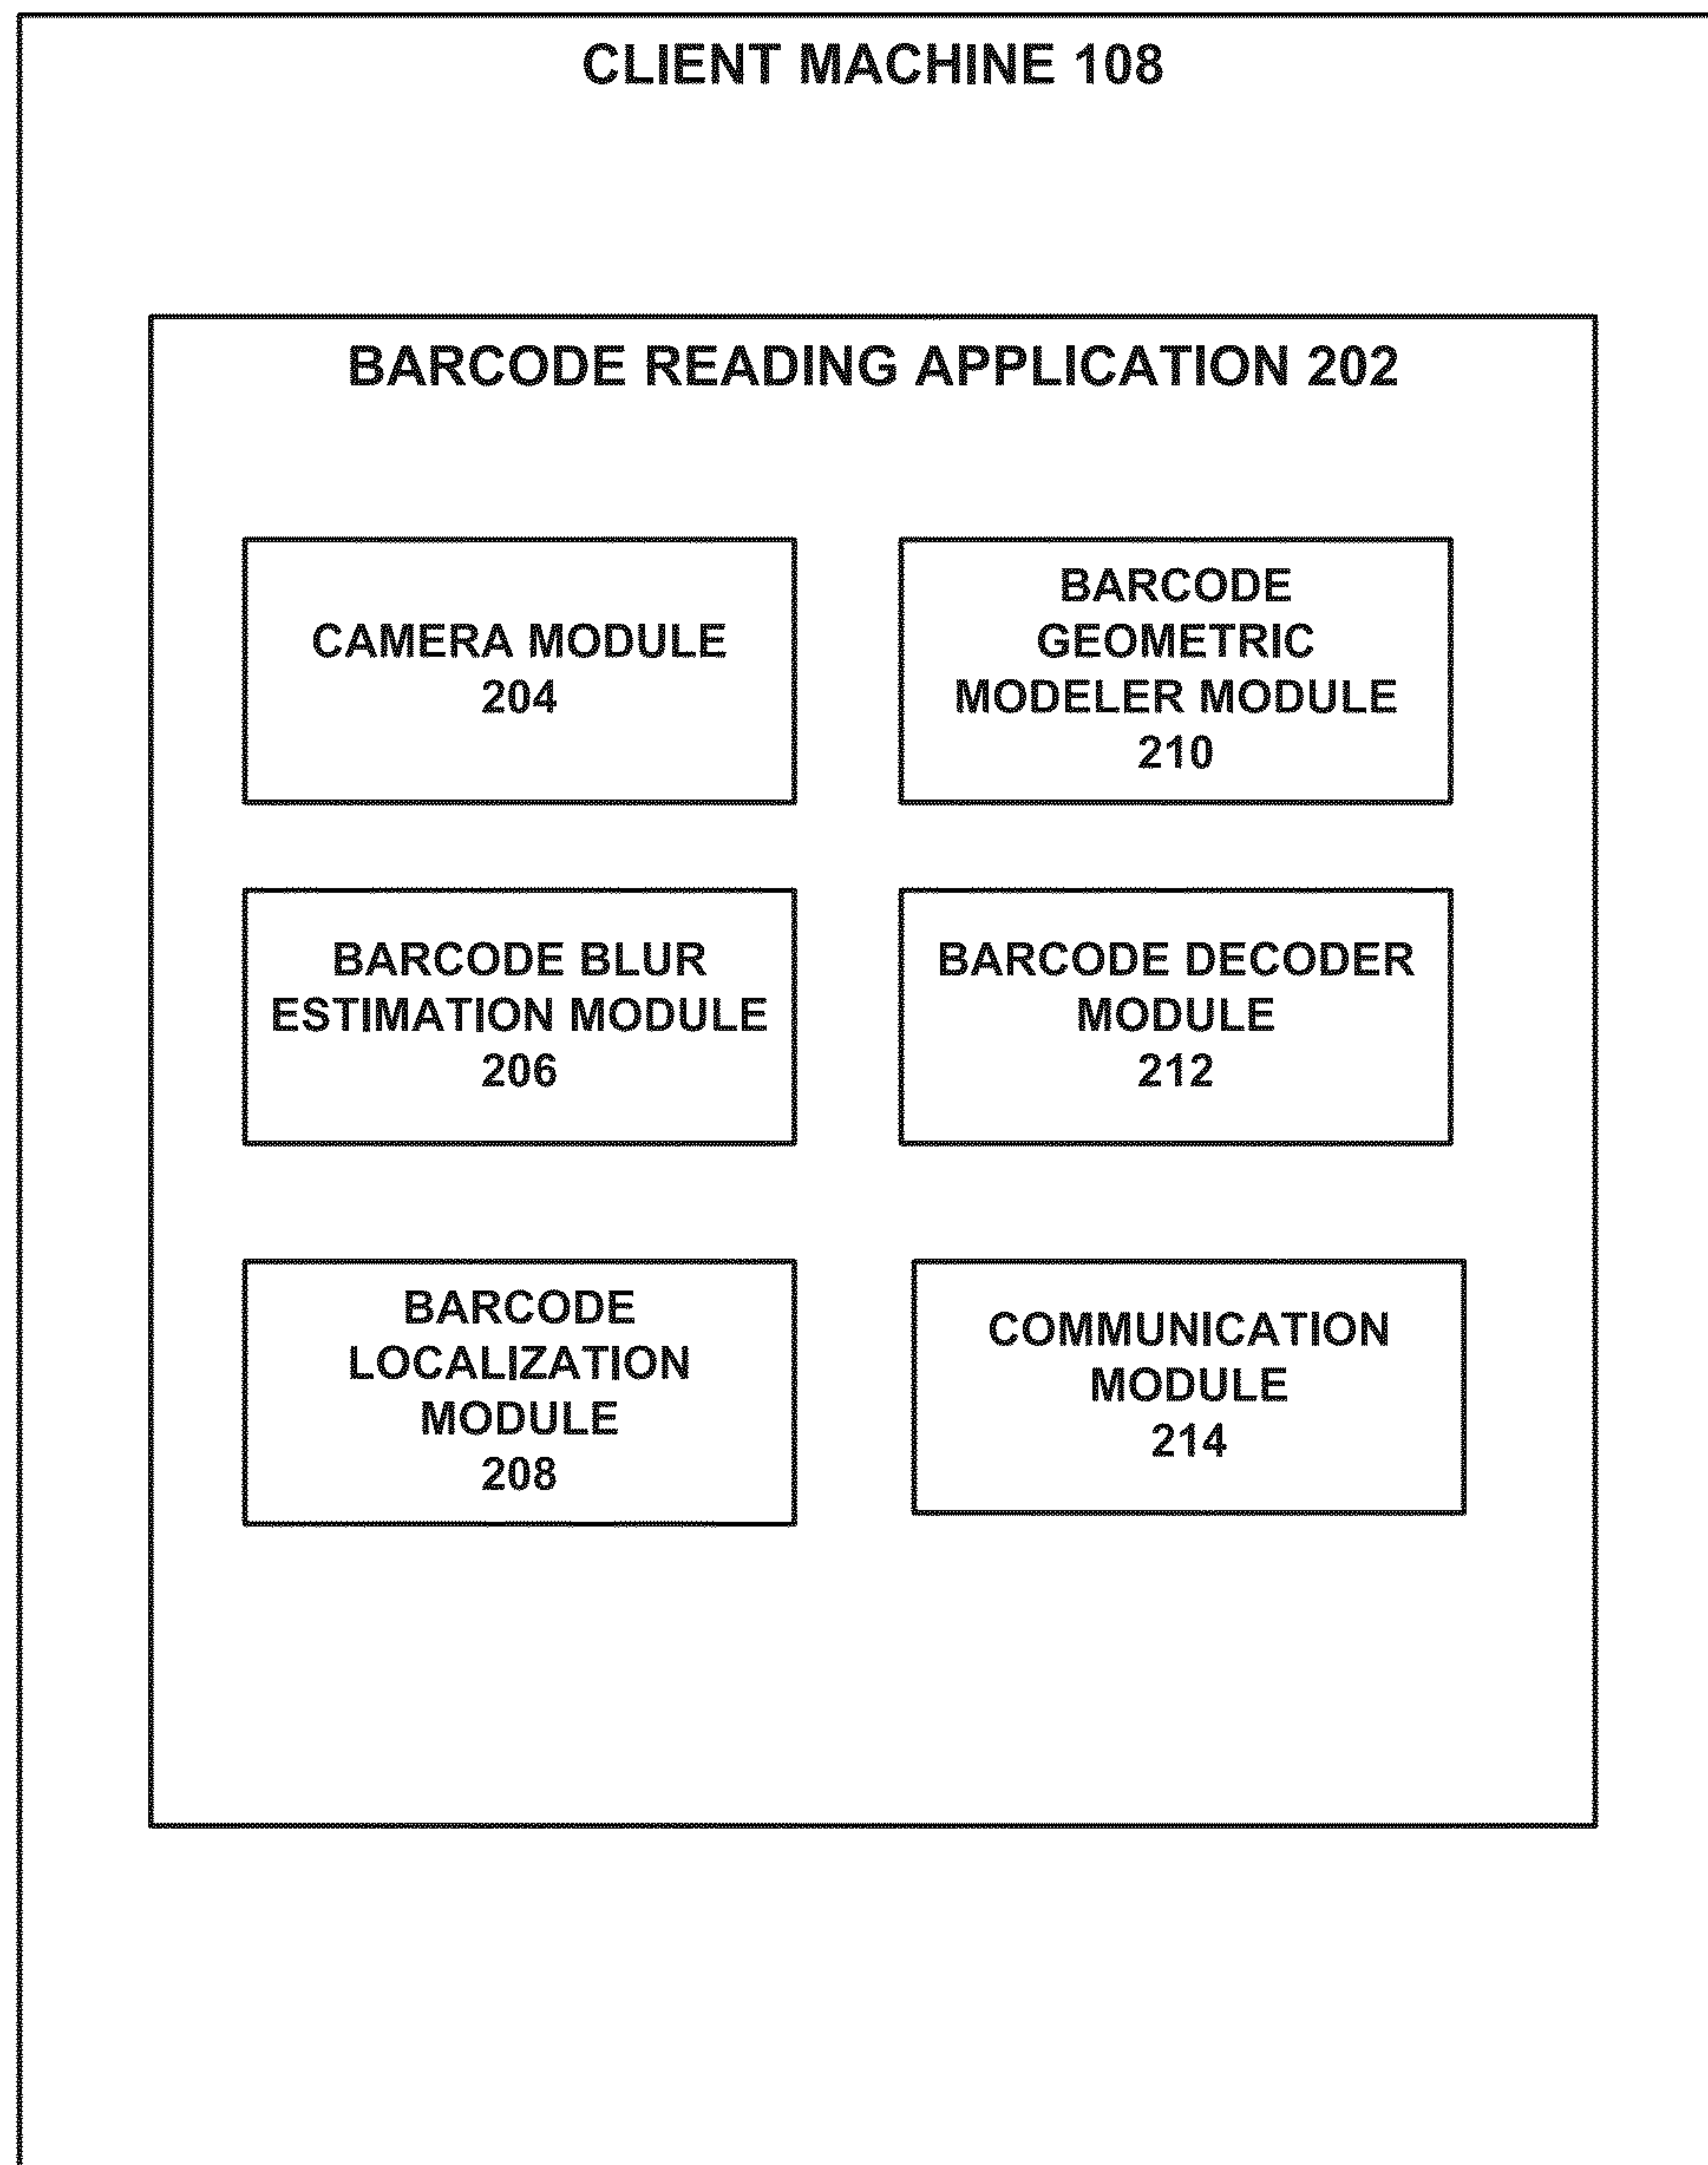 CLIENT MACHINE 108
BARCODE READING APPLICATION 202
CAMERA MODULE
204
BARCODE
GEOMETRIC
MODELER MODULE
210
BARCODE BLUR
ESTIMATION MODULE
206
BARCODE DECODER
MODULE
212
BARCODE
LOCALIZATION
MODULE
208
COMMUNICATION
MODULE
214